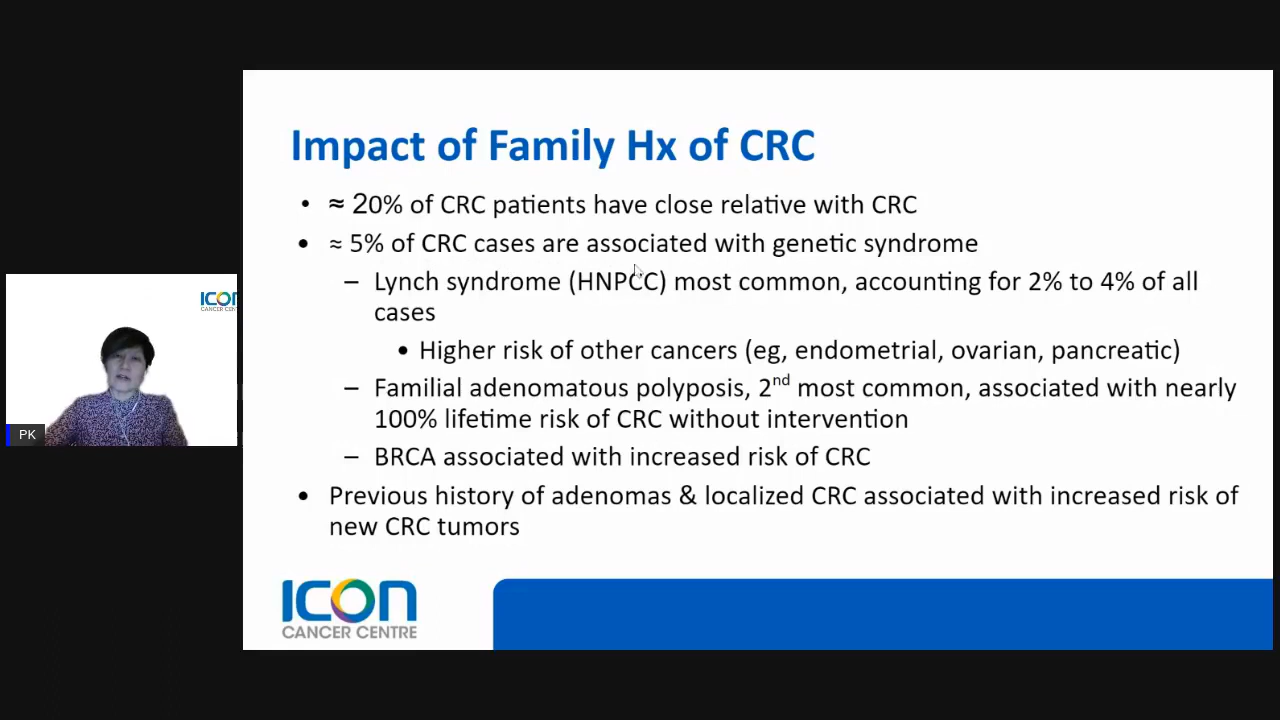 Impact of Family Hx of CRC
• ≈ 20% of CRC patients have close relative with CRC
• ≈ 5% of CRC cases are associated with genetic syndrome
– Lynch syndrome (HNPCC) most common, accounting for 2% to 4% of all
cases
• Higher risk of other cancers (eg, endometrial, ovarian, pancreatic)
– Familial adenomatous polyposis, 2nd most common, associated with nearly
100% lifetime risk of CRC without intervention
– BRCA associated with increased risk of CRC
• Previous history of adenomas & localized CRC associated with increased risk of
new CRC tumors
ICON
CANCER CENTRE
ICON
CANCER CEN
PK